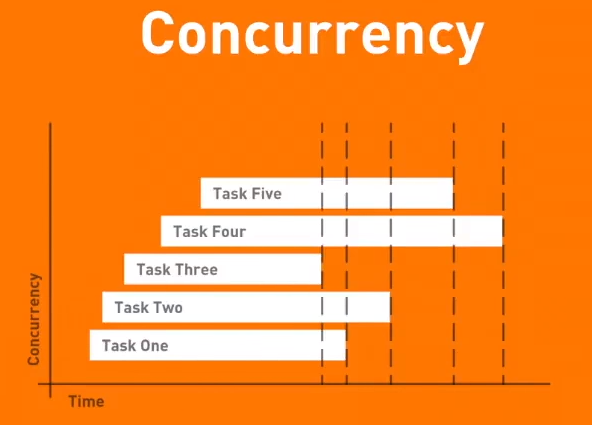 Concurrency
Task Five
Task Four
Task Three
Task Two
Task One
Concurrency
Time